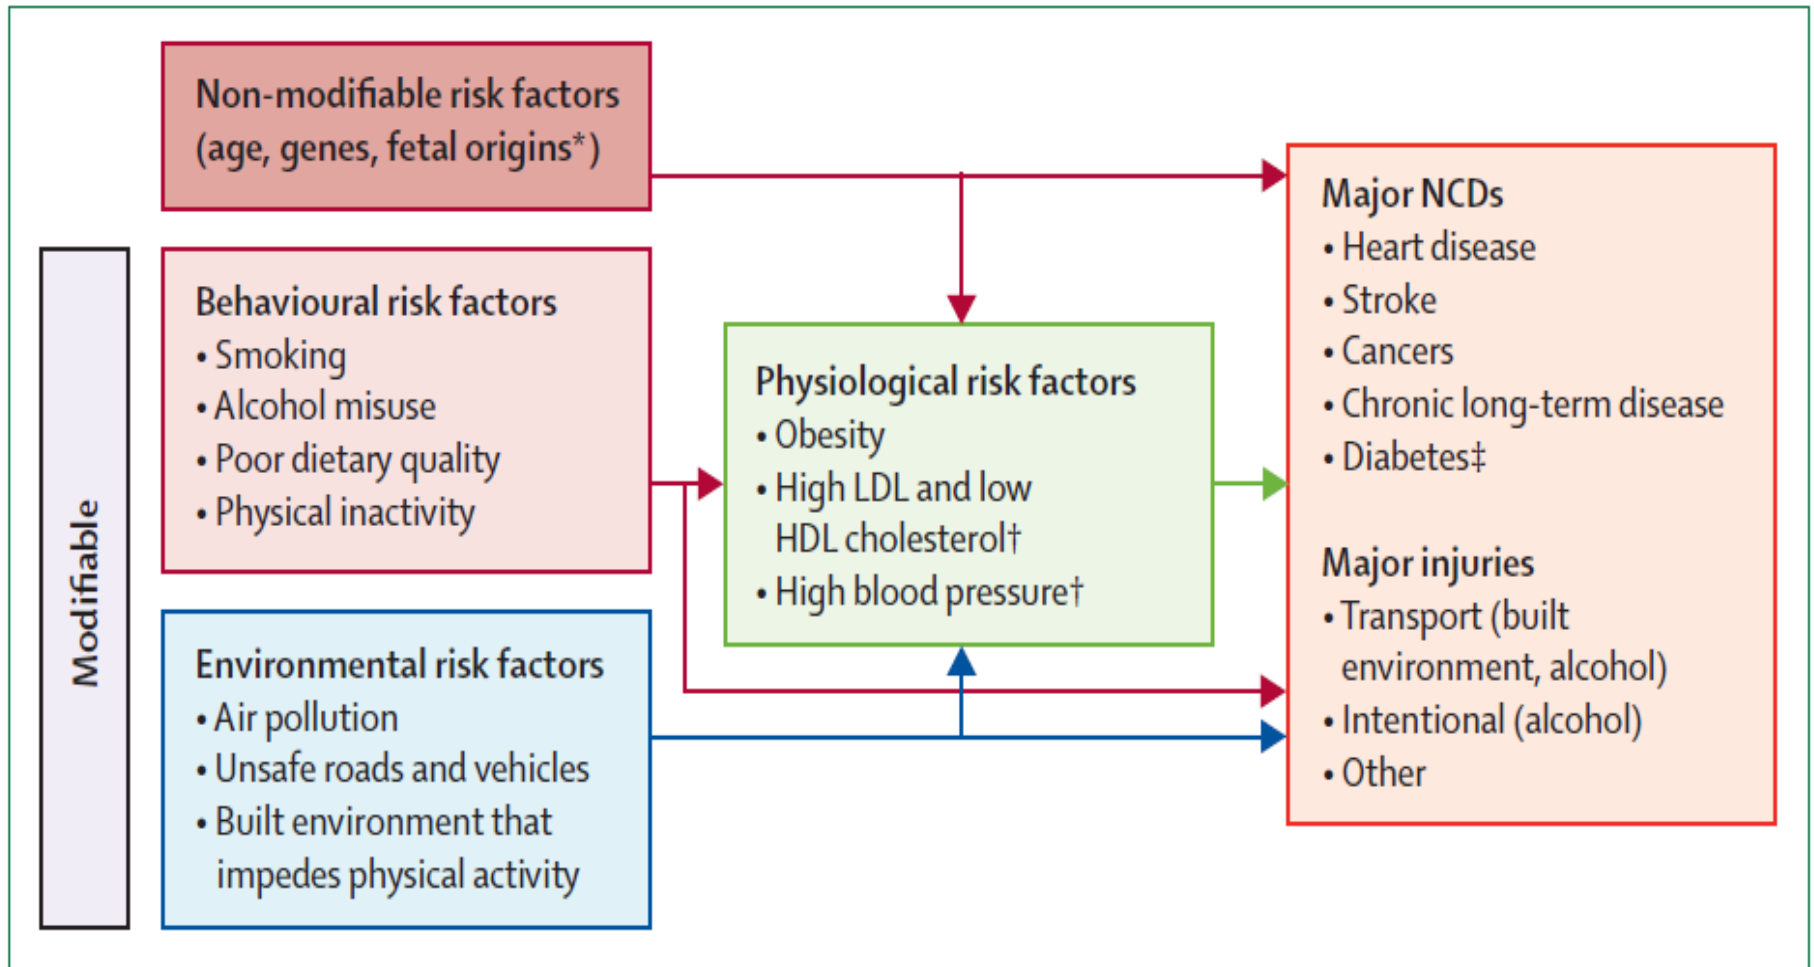 Non-modifiable risk factors
(age, genes, fetal origins*)
Modifiable
Behavioural risk factors
• Smoking
• Alcohol misuse
• Poor dietary quality
• Physical inactivity
Environmental risk factors
• Air pollution
• Unsafe roads and vehicles
• Built environment that
impedes physical activity
Physiological risk factors
• Obesity
• High LDL and low
HDL cholesterol†
• High blood pressure†
Major NCDs
• Heart disease
• Stroke
• Cancers
• Chronic long-term disease
• Diabetes‡
Major injuries
• Transport (built
environment, alcohol)
• Intentional (alcohol)
• Other